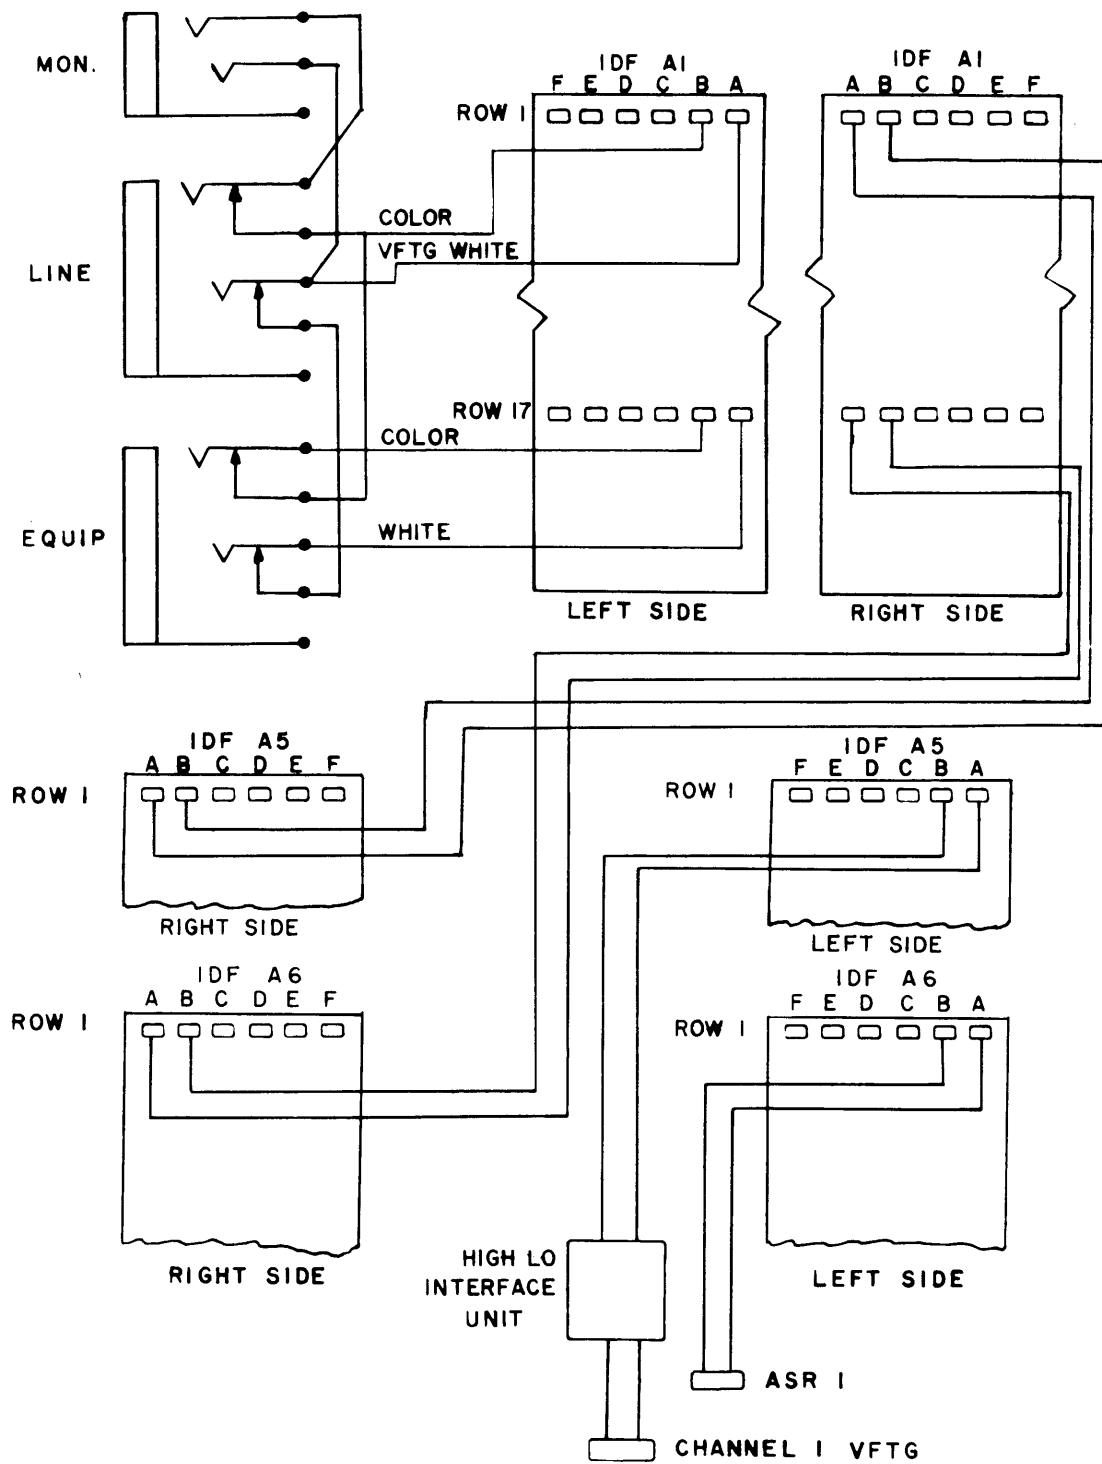 MON.
IDF A1
F E D C B A
ROW 1
IDF A1
A B C D E F
COLOR
VFTG WHITE
LINE
ROW 17
COLOR
EQUIP
WHITE
LEFT SIDE
RIGHT SIDE
IDF A5
A B C D E F
ROW 1
RIGHT SIDE
IDF A5
F E D C B A
ROW 1
LEFT SIDE
IDF A6
A B C D E F
ROW 1
RIGHT SIDE
IDF A6
F E D C B A
ROW 1
LEFT SIDE
HIGH LO
INTERFACE
UNIT
ASR 1
CHANNEL 1 VFTG